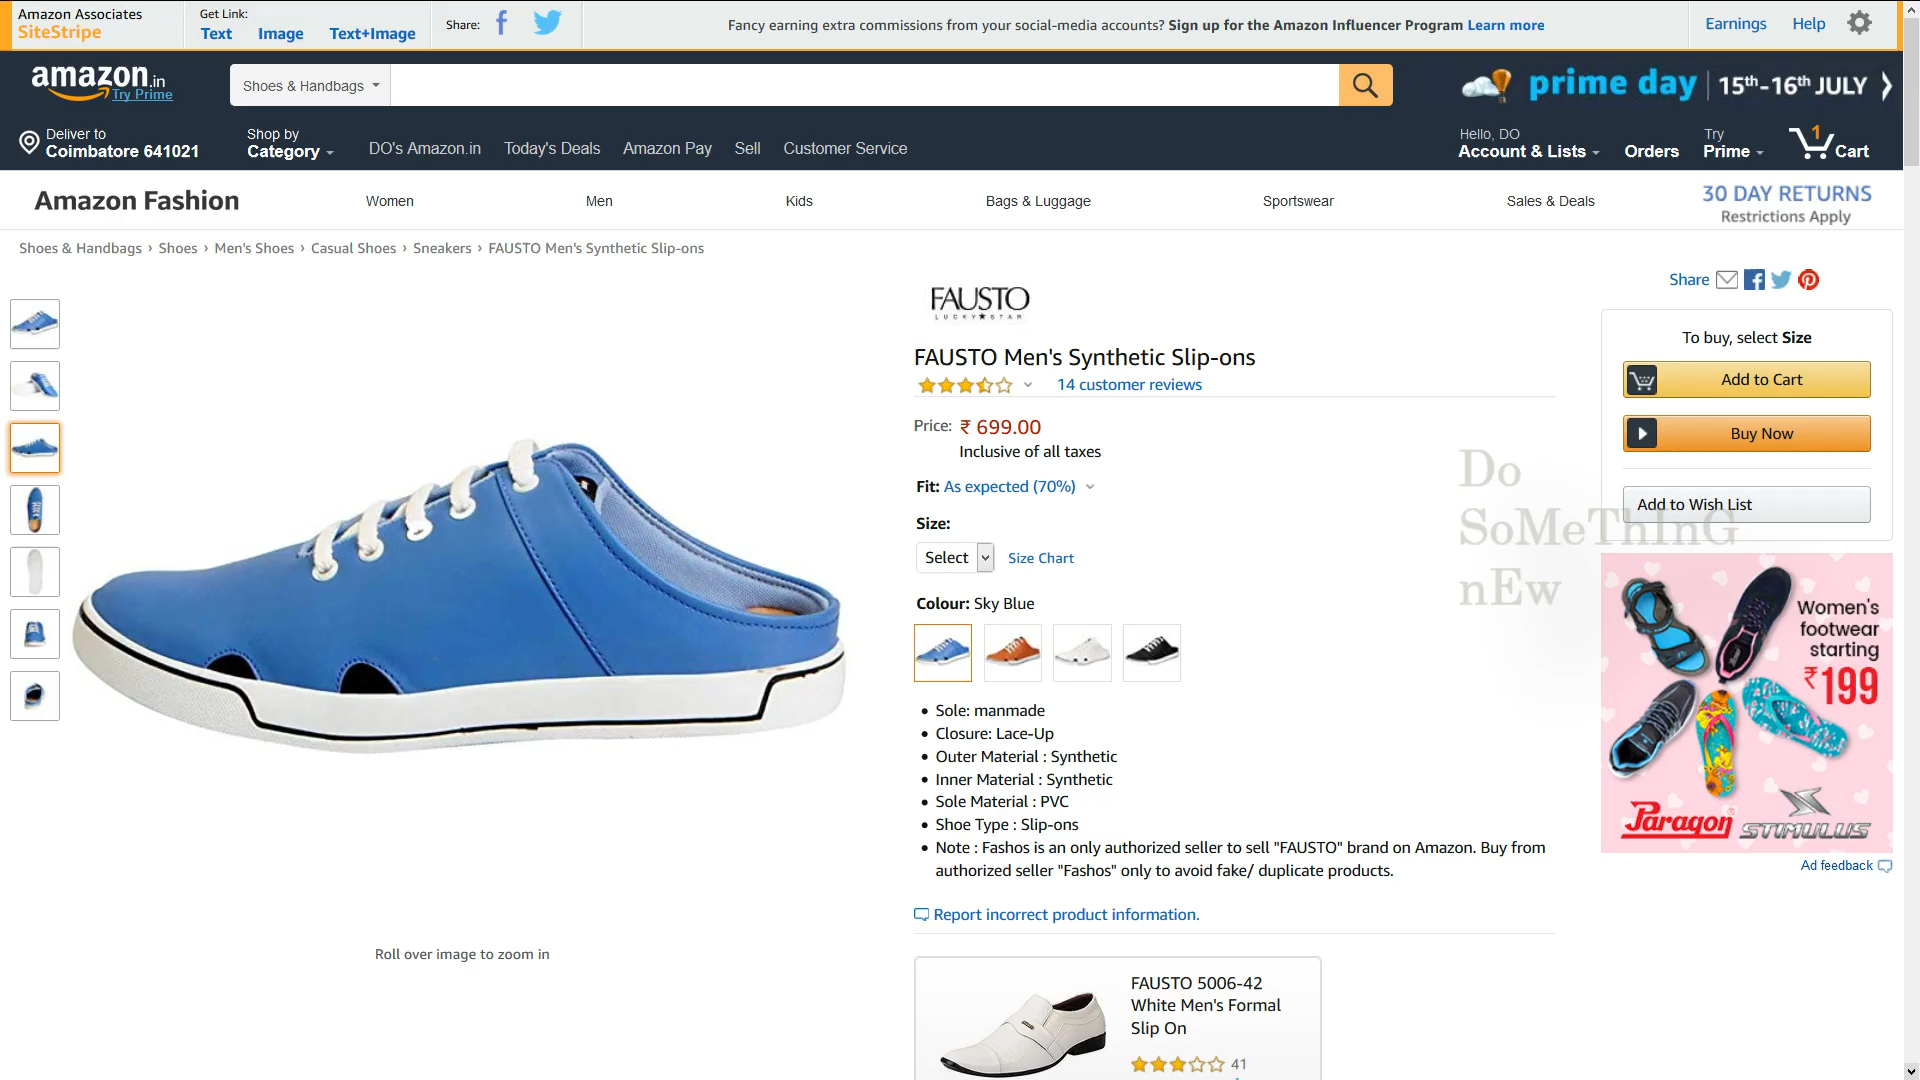 Amazon Associates
SiteStripe
Get Link:
Text Image Text+Image
Share:
Fancy earning extra commissions from your social-media accounts? Sign up for the Amazon Influencer Program Learn more
Earnings Help
amazon.in
Try Prime
Shoes & Handbags
prime day 15th-16th JULY
Deliver to
Coimbatore 641021
Shop by
Category
DO's Amazon.in Today's Deals Amazon Pay Sell Customer Service
Hello, DO
Account & Lists
Orders
Try
Prime
1
Cart
Amazon Fashion
Women Men Kids Bags & Luggage Sportswear Sales & Deals
30 DAY RETURNS
Restrictions Apply
Shoes & Handbags › Shoes › Men's Shoes › Casual Shoes › Sneakers › FAUSTO Men's Synthetic Slip-ons
Share
FAUSTO
LUCKY★STAR
FAUSTO Men's Synthetic Slip-ons
14 customer reviews
Price: ₹ 699.00
Inclusive of all taxes
Fit: As expected (70%)
Size:
Select
Size Chart
Colour: Sky Blue
Sole: manmade
Closure: Lace-Up
Outer Material : Synthetic
Inner Material : Synthetic
Sole Material : PVC
Shoe Type : Slip-ons
Note : Fashos is an only authorized seller to sell "FAUSTO" brand on Amazon. Buy from
authorized seller "Fashos" only to avoid fake/ duplicate products.
Report incorrect product information.
Roll over image to zoom in
FAUSTO 5006-42
White Men's Formal
Slip On
41
To buy, select Size
Add to Cart
Buy Now
Add to Wish List
Do
SoMeThInG
nEw
Women's
footwear
starting
₹199
Paragon
STIMULUS
Ad feedback